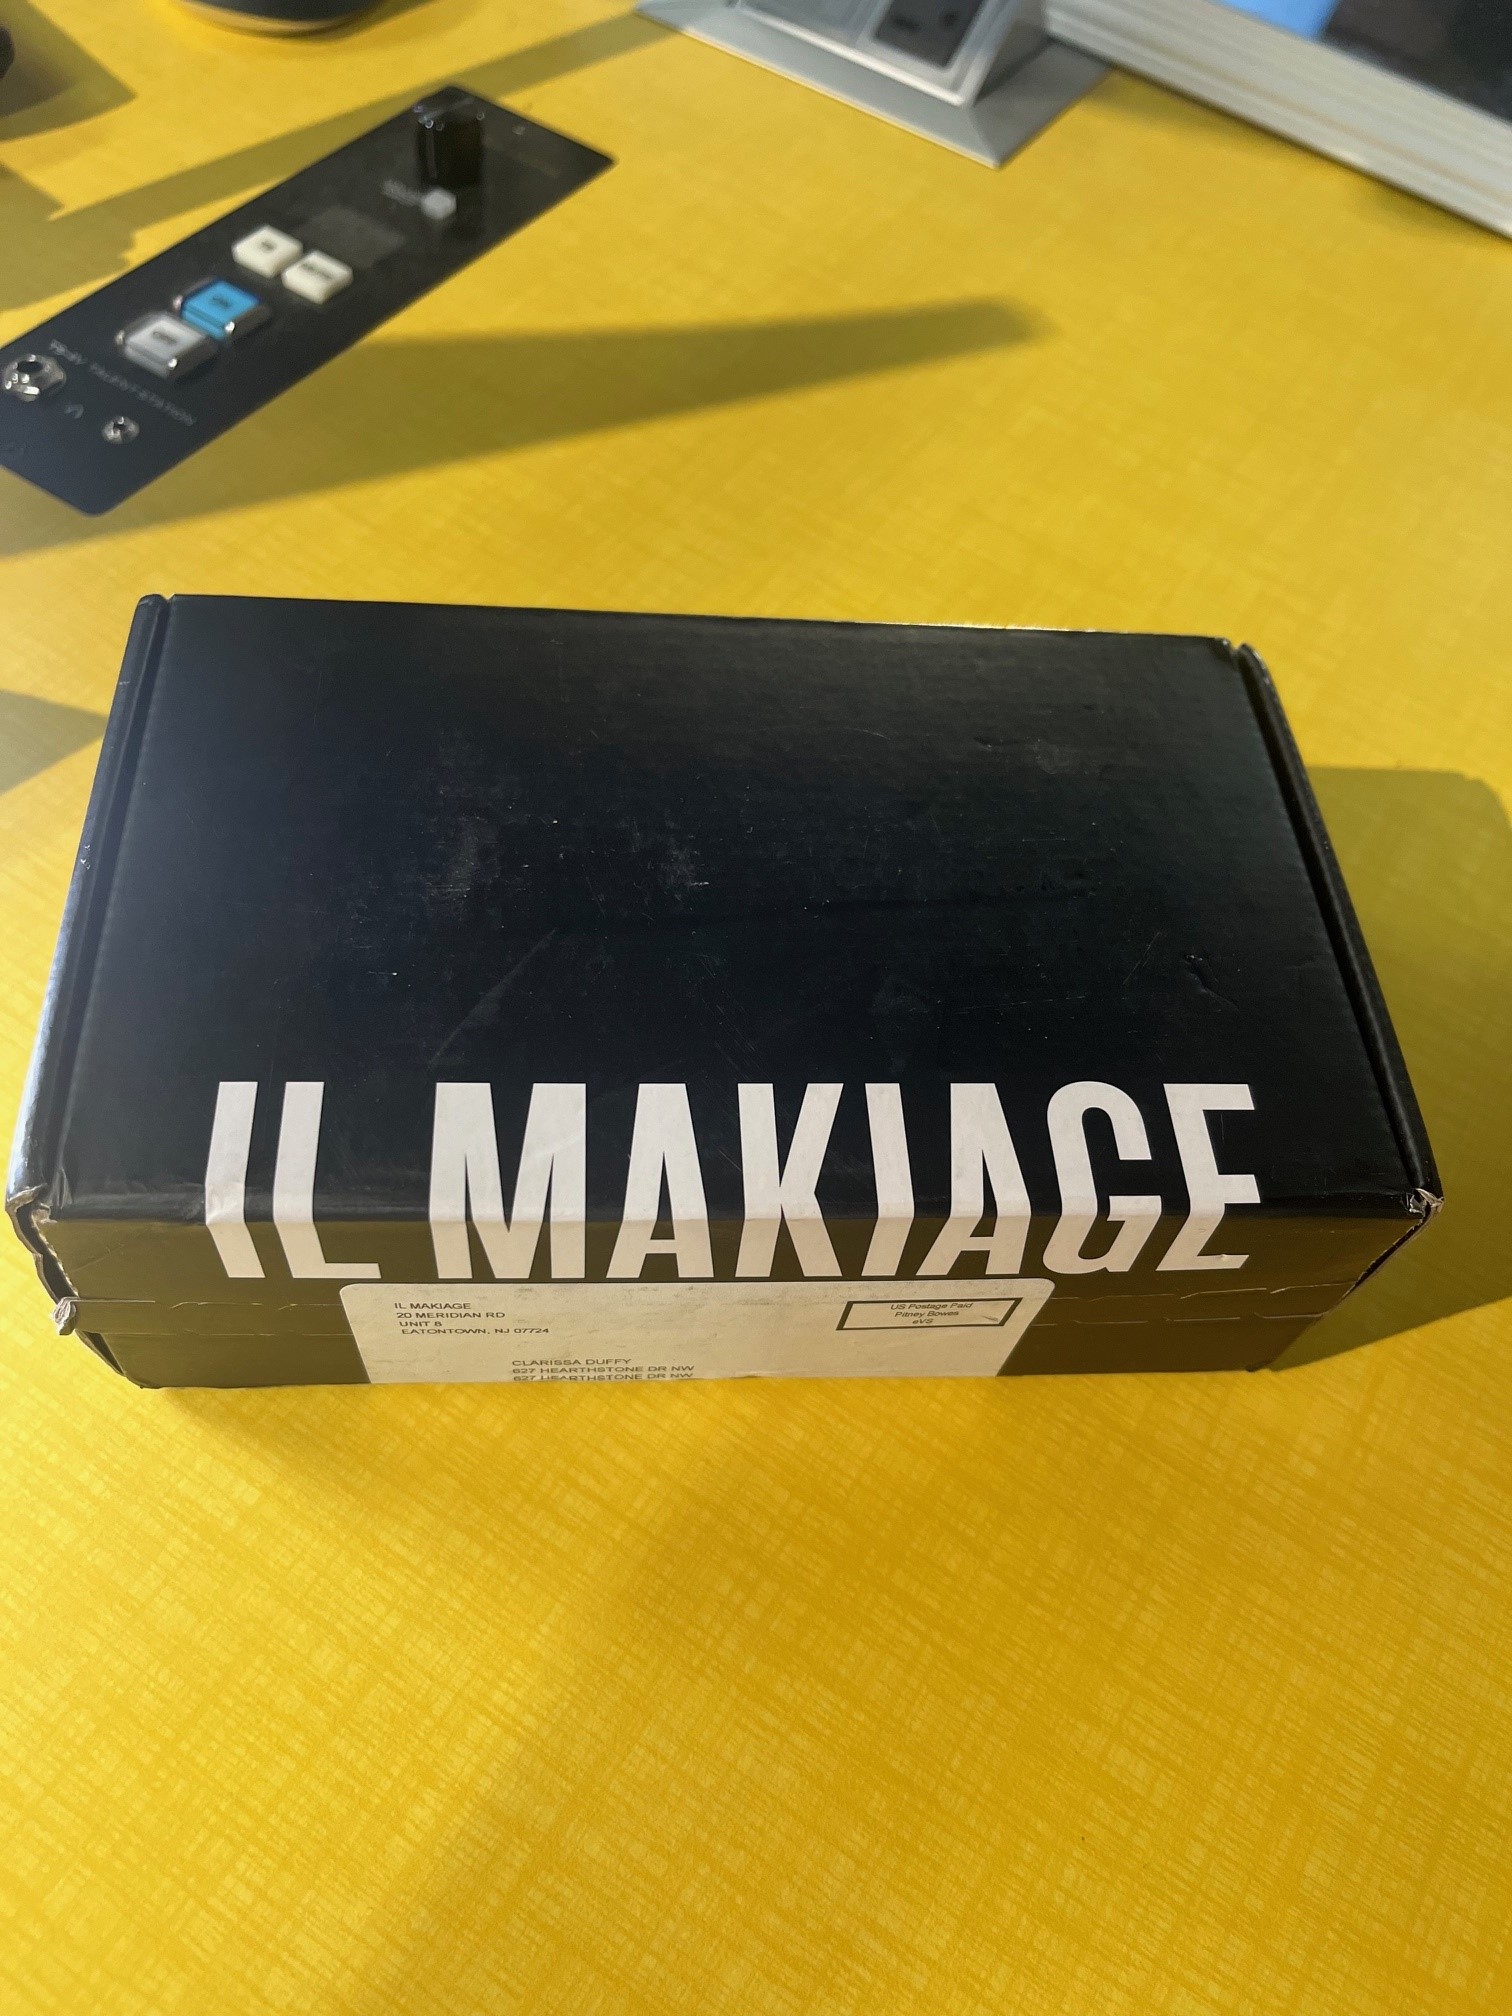 IL MAKIAGE
IL MAKIAGE
20 MERIDIAN RD
UNIT 8
EATONTOWN, NJ 07724
US Postage Paid
Pitney Bowes
eVS
CLARISSA DUFFY
627 HEARTHSTONE DR NW
627 HEARTHSTONE DR NW